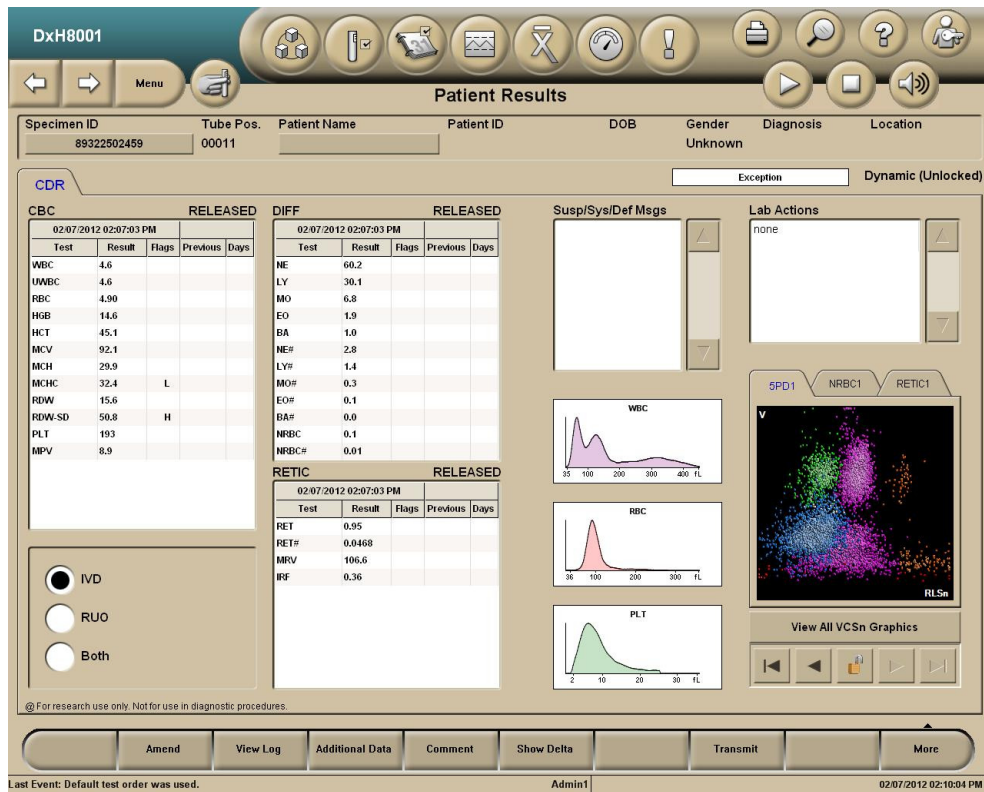 DxH8001
31
X
?
!
Menu
Patient Results
Specimen ID Tube Pos. Patient Name Patient ID DOB Gender Diagnosis Location
89322502459 00011 Unknown
CDR Exception Dynamic (Unlocked)
CBC RELEASED
02/07/2012 02:07:03 PM
Test Result Flags Previous Days
WBC 4.6
UWBC 4.6
RBC 4.90
HGB 14.6
HCT 45.1
MCV 92.1
MCH 29.9
MCHC 32.4 L
RDW 15.6
RDW-SD 50.8 H
PLT 193
MPV 8.9
IVD
RUO
Both
DIFF RELEASED
02/07/2012 02:07:03 PM
Test Result Flags Previous Days
NE 60.2
LY 30.1
MO 6.8
EO 1.9
BA 1.0
NE# 2.8
LY# 1.4
MO# 0.3
EO# 0.1
BA# 0.0
NRBC 0.1
NRBC# 0.01
RETIC RELEASED
02/07/2012 02:07:03 PM
Test Result Flags Previous Days
RET 0.95
RET# 0.0468
MRV 106.6
IRF 0.36
Susp/Sys/Def Msgs
WBC
35 100 200 300 400 fL
RBC
36 100 200 300 fL
PLT
2 10 20 30 fL
Lab Actions
none
5PD1 NRBC1 RETIC1
V
RLSn
View All VCSn Graphics
@ For research use only. Not for use in diagnostic procedures.
Amend View Log Additional Data Comment Show Delta Transmit More
Last Event: Default test order was used. Admin1 02/07/2012 02:10:04 PM